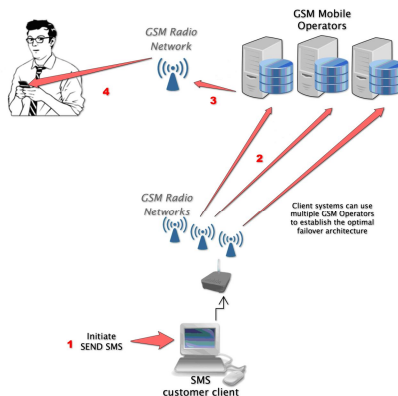 GSM Mobile
Operators
GSM Radio
Network
4
3
2
GSM Radio
Networks
Client systems can use
multiple GSM Operators
to establish the optimal
failover architecture
1
Initiate
SEND SMS
SMS
customer client